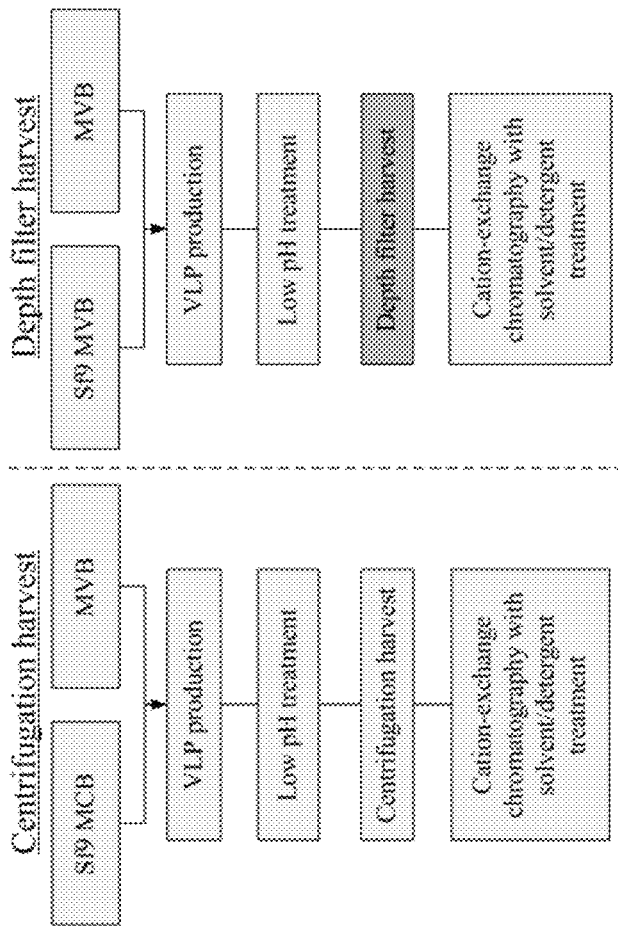 Centrifugation harvest
Sf9 MCB
MVB
VLP production
Low pH treatment
Centrifugation harvest
Cation-exchange
chromatography with
solvent/detergent
treatment
Depth filter harvest
Sf9 MVB
MVB
VLP production
Low pH treatment
Depth filter harvest
Cation-exchange
chromatography with
solvent/detergent
treatment